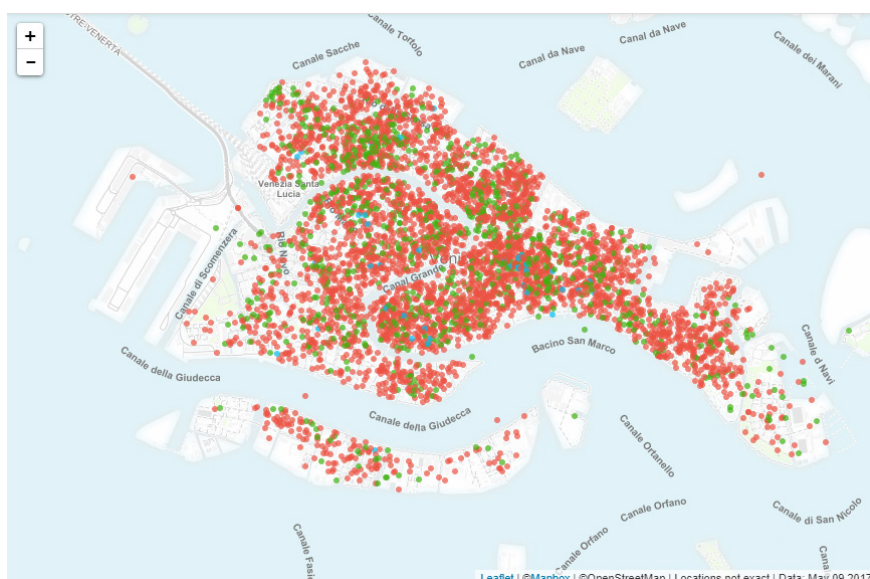 +
−
Canale Tortolo
Canale Sacche
Canal da Nave
Canal da Nave
Canale dei Marani
Venezia Santa
Lucia
Rio Novo
Canale di Scomenzera
Canal Grande
Bacino San Marco
Canale della Giudecca
Canale della Giudecca
Canale d Navi
Canale Ortanello
Canale Orfano
Canale Orfano
Canale di San Nicolo
Leaflet | ©Mapbox | ©OpenStreetMap | Locations not exact | Data: May 09 2017